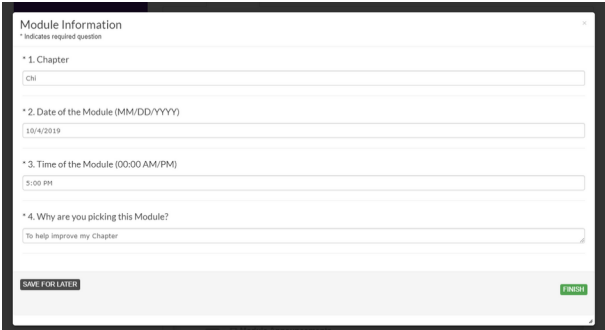 Module Information
* Indicates required question
* 1. Chapter
Chi
* 2. Date of the Module (MM/DD/YYYY)
10/4/2019
* 3. Time of the Module (00:00 AM/PM)
5:00 PM
* 4. Why are you picking this Module?
To help improve my Chapter
SAVE FOR LATER
FINISH